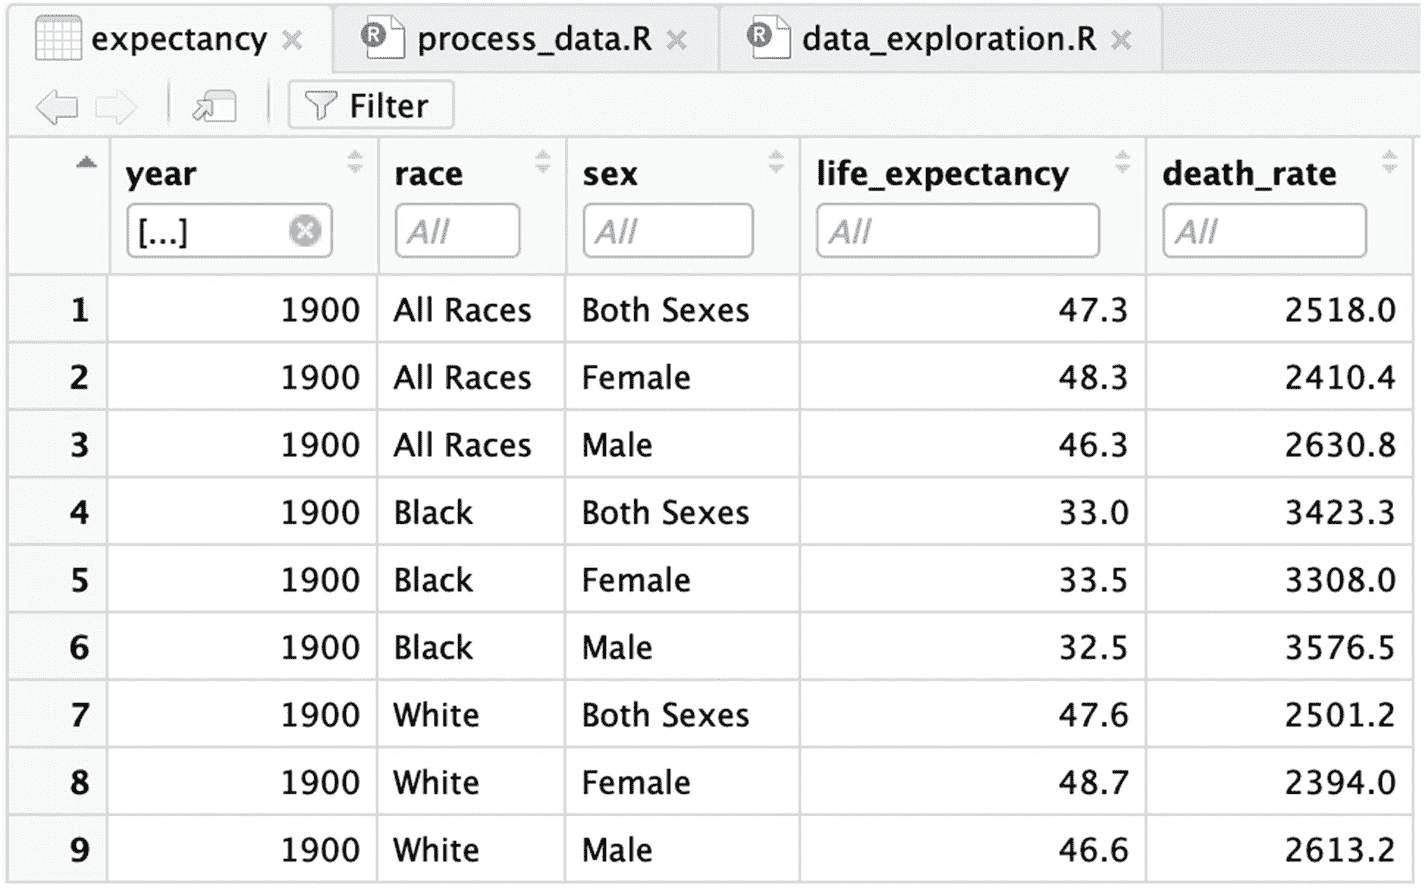 expectancy process_data.R data_exploration.R
Filter
year race sex life_expectancy death_rate
[...] All All All All
1 1900 All Races Both Sexes 47.3 2518.0
2 1900 All Races Female 48.3 2410.4
3 1900 All Races Male 46.3 2630.8
4 1900 Black Both Sexes 33.0 3423.3
5 1900 Black Female 33.5 3308.0
6 1900 Black Male 32.5 3576.5
7 1900 White Both Sexes 47.6 2501.2
8 1900 White Female 48.7 2394.0
9 1900 White Male 46.6 2613.2